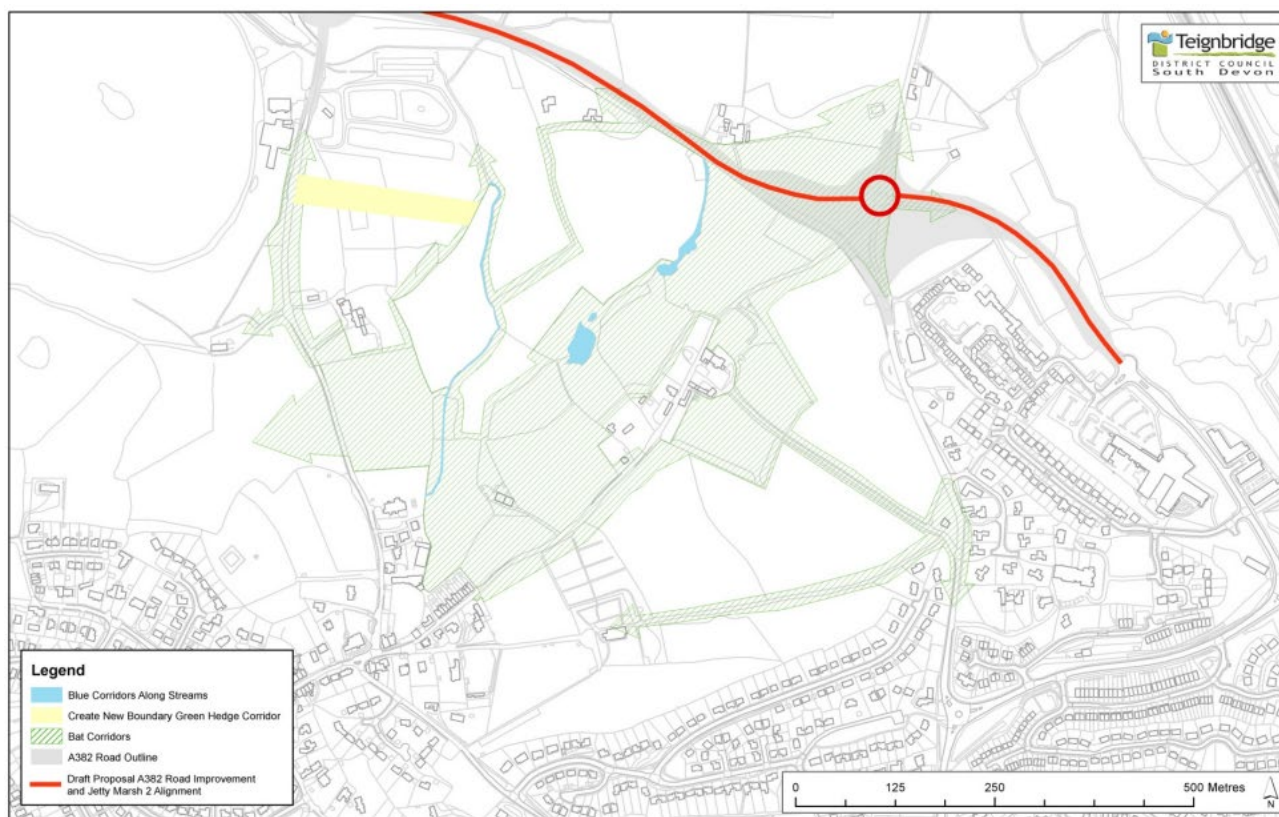 Teignbridge
DISTRICT COUNCIL
South Devon
Legend
Blue Corridors Along Streams
Create New Boundary Green Hedge Corridor
Bat Corridors
A382 Road Outline
Draft Proposal A382 Road Improvement
and Jetty Marsh 2 Alignment
0 125 250 500 Metres
N